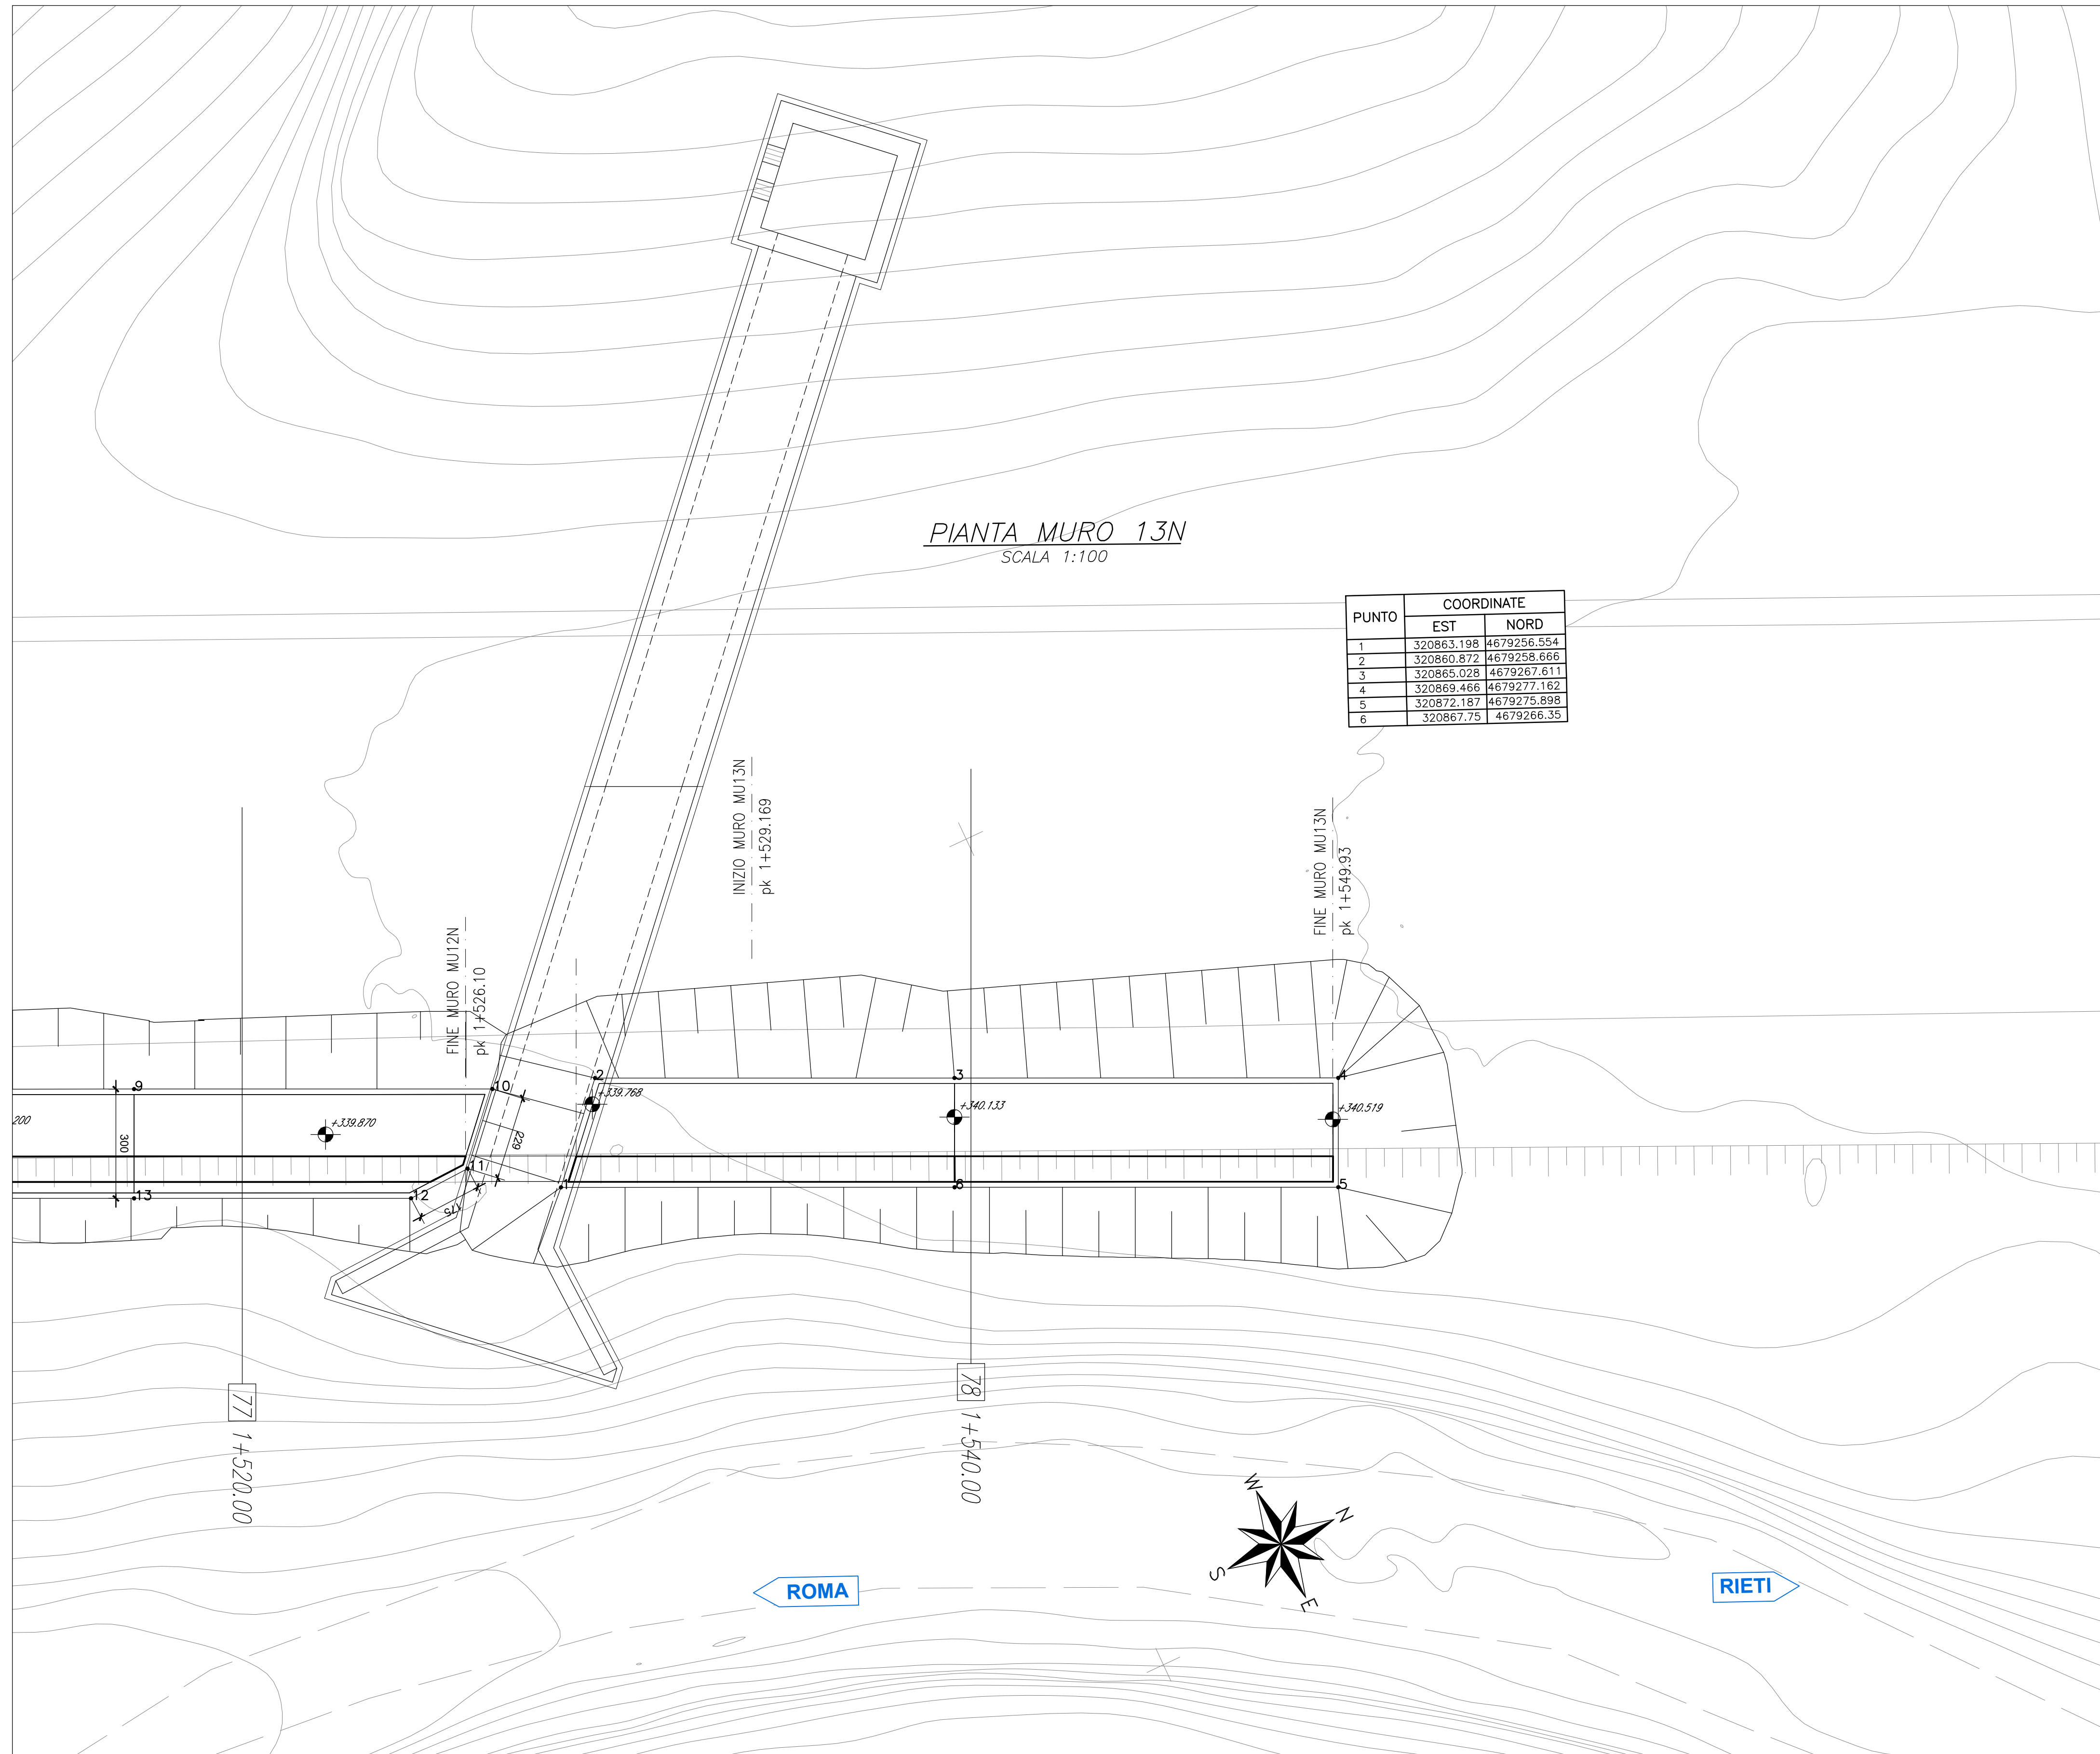 PIANTA MURO 13N
SCALA 1:100
PUNTO COORDINATE
EST NORD
1 320863.198 4679256.554
2 320860.872 4679258.666
3 320865.028 4679267.611
4 320869.466 4679277.162
5 320872.187 4679275.898
6 320867.75 4679266.35
INIZIO MURO MU13N
pk 1+529.169
FINE MURO MU13N
pk 1+549.93
FINE MURO MU12N
pk 1+526.10
9
10
2
3
4
200
+339.870
+339.768
+340.133
+340.519
300
229
11
1
6
5
13
12
175
77 1+520.00
78 1+540.00
W
N
S
E
ROMA
RIETI